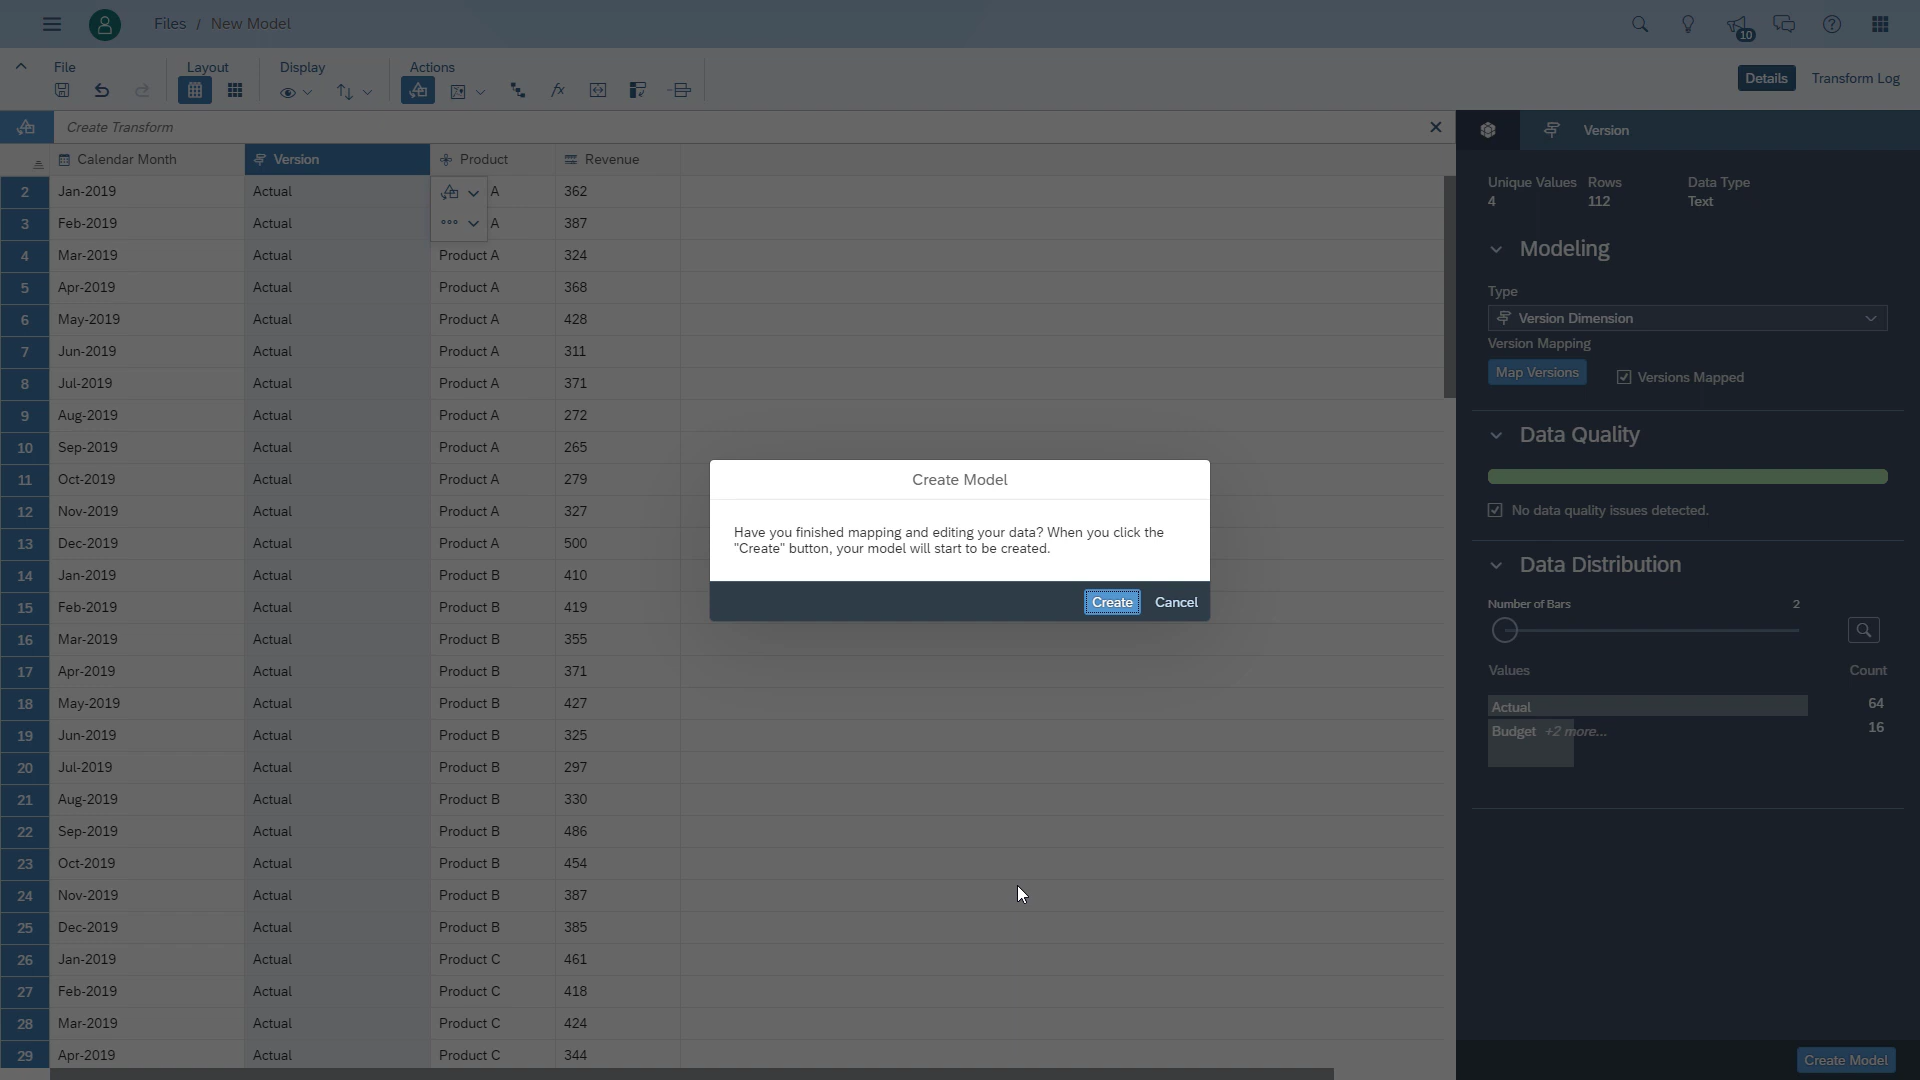 Files / New Model
10
File
Layout
Display
Actions
Details
Transform Log
fx
Create Transform
Version
Calendar Month Version Product Revenue
2 Jan-2019 Actual A 362
3 Feb-2019 Actual A 387
4 Mar-2019 Actual Product A 324
5 Apr-2019 Actual Product A 368
6 May-2019 Actual Product A 428
7 Jun-2019 Actual Product A 311
8 Jul-2019 Actual Product A 371
9 Aug-2019 Actual Product A 272
10 Sep-2019 Actual Product A 265
11 Oct-2019 Actual Product A 279
12 Nov-2019 Actual Product A 327
13 Dec-2019 Actual Product A 500
14 Jan-2019 Actual Product B 410
15 Feb-2019 Actual Product B 419
16 Mar-2019 Actual Product B 355
17 Apr-2019 Actual Product B 371
18 May-2019 Actual Product B 427
19 Jun-2019 Actual Product B 325
20 Jul-2019 Actual Product B 297
21 Aug-2019 Actual Product B 330
22 Sep-2019 Actual Product B 486
23 Oct-2019 Actual Product B 454
24 Nov-2019 Actual Product B 387
25 Dec-2019 Actual Product B 385
26 Jan-2019 Actual Product C 461
27 Feb-2019 Actual Product C 418
28 Mar-2019 Actual Product C 424
29 Apr-2019 Actual Product C 344
Create Model
Have you finished mapping and editing your data? When you click the
"Create" button, your model will start to be created.
Create Cancel
Unique Values Rows Data Type
4 112 Text
Modeling
Type
Version Dimension
Version Mapping
Map Versions Versions Mapped
Data Quality
No data quality issues detected.
Data Distribution
Number of Bars 2
Values Count
Actual 64
Budget +2 more... 16
Create Model